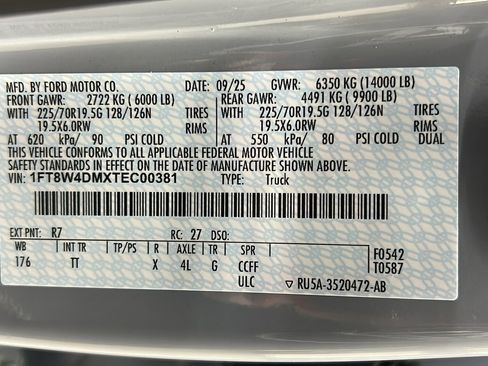 MFD. BY FORD MOTOR CO. DATE: 09/25 GVWR: 6350 KG (14000 LB)
FRONT GAWR: 2722 KG ( 6000 LB) REAR GAWR: 4491 KG ( 9900 LB)
WITH 225/70R19.5G 128/126N TIRES WITH 225/70R19.5G 128/126N TIRES
19.5X6.0RW RIMS 19.5X6.0RW RIMS
AT 620 kPa/ 90 PSI COLD AT 550 kPa/ 80 PSI COLD DUAL
THIS VEHICLE CONFORMS TO ALL APPLICABLE FEDERAL MOTOR VEHICLE
SAFETY STANDARDS IN EFFECT ON THE DATE OF MANUFACTURE SHOWN ABOVE.
VIN: 1FT8W4DMXTEC00381 TYPE: Truck
EXT PNT: R7 RC: 27 DSO:
WB INT TR TP/PS R AXLE TR SPR F0542
176 TT X 4L G CCFF T0587
ULC ▽ RU5A-3520472-AB